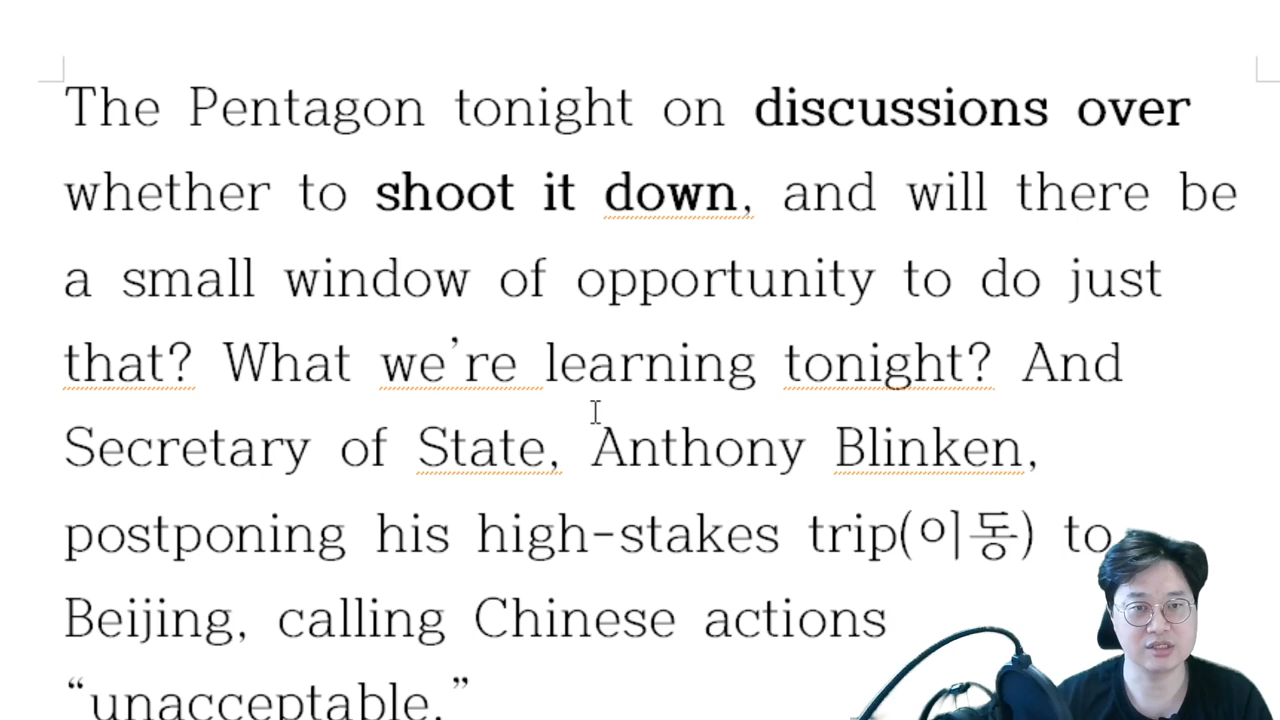 The Pentagon tonight on discussions over
whether to shoot it down, and will there be
a small window of opportunity to do just
that? What we’re learning tonight? And
Secretary of State, Anthony Blinken,
postponing his high-stakes trip(이동) to
Beijing, calling Chinese actions
“unacceptable.”